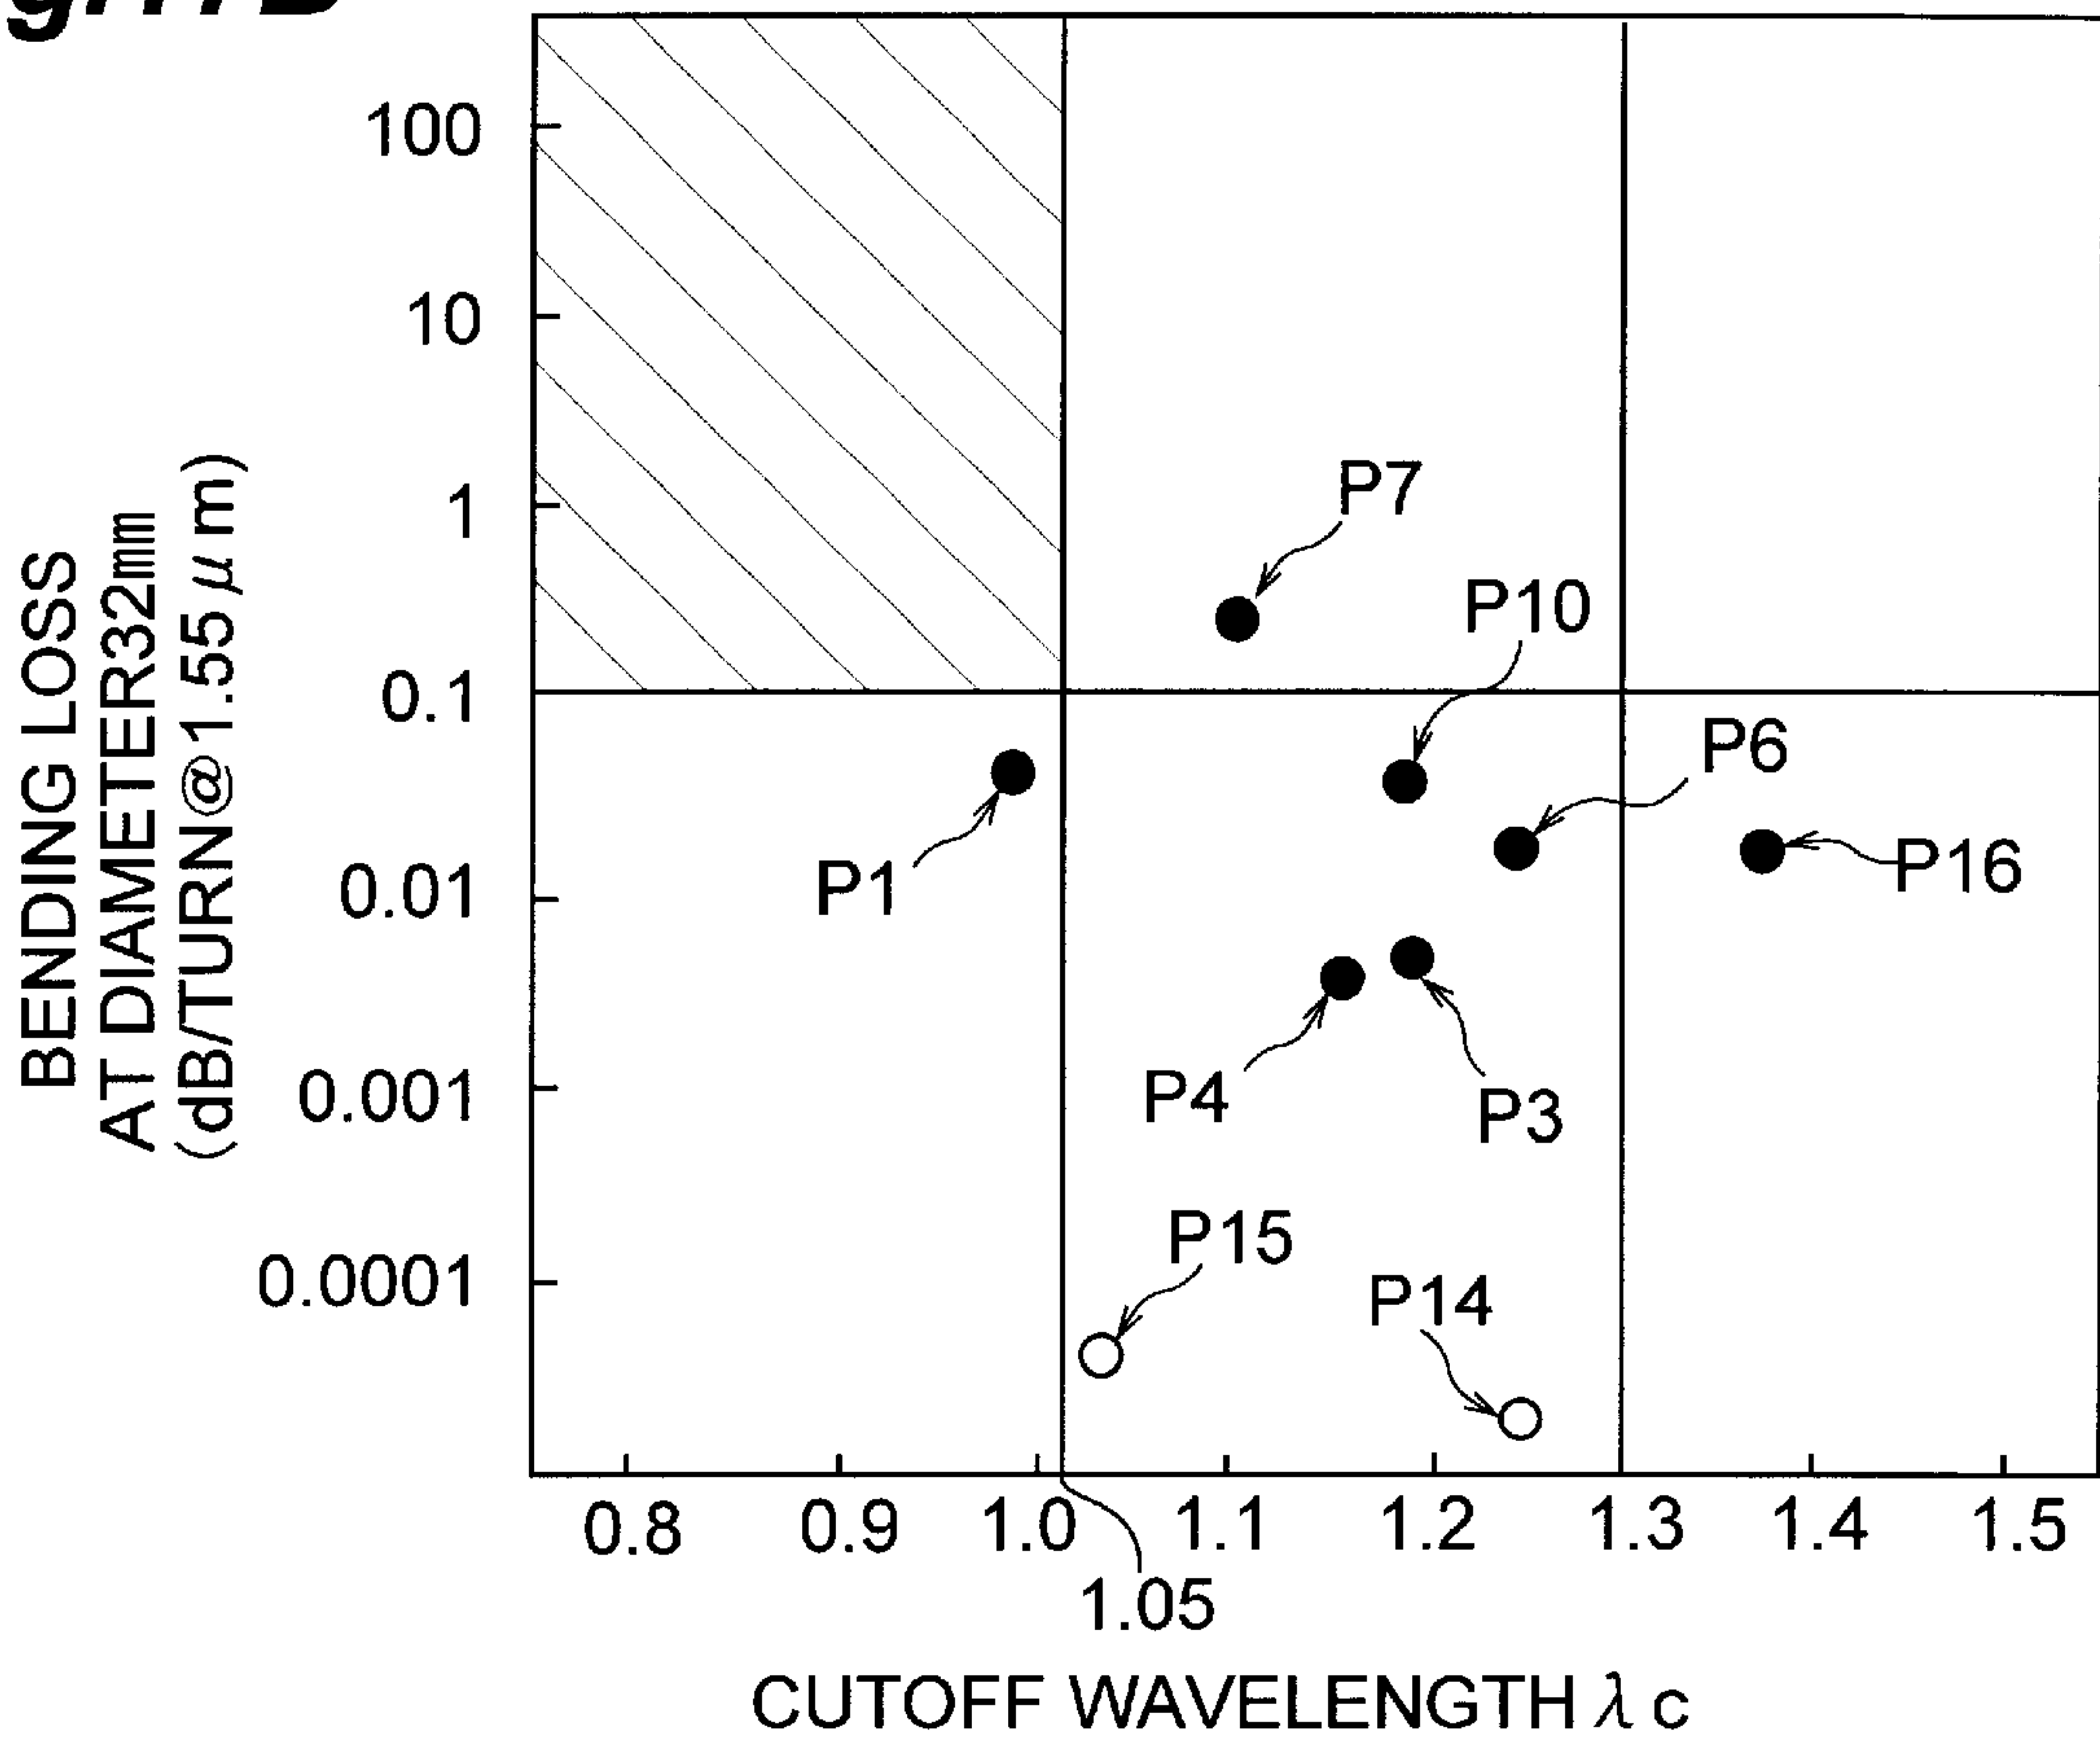 100
10
1
0.1
0.01
0.001
0.0001
BENDING LOSS
AT DIAMETER32mm
(dB/TURN@1.55μm)
P7
P10
P6
P1
P16
P4
P3
P15
P14
0.8 0.9 1.0 1.1 1.2 1.3 1.4 1.5
1.05
CUTOFF WAVELENGTH λc